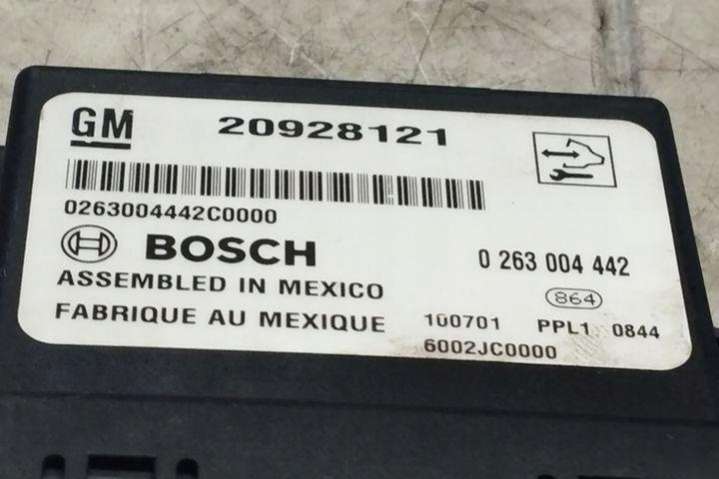 GM 20928121
0263004442C0000
BOSCH 0 263 004 442
ASSEMBLED IN MEXICO 864
FABRIQUE AU MEXIQUE 100701 PPL1 0844
6002JC0000